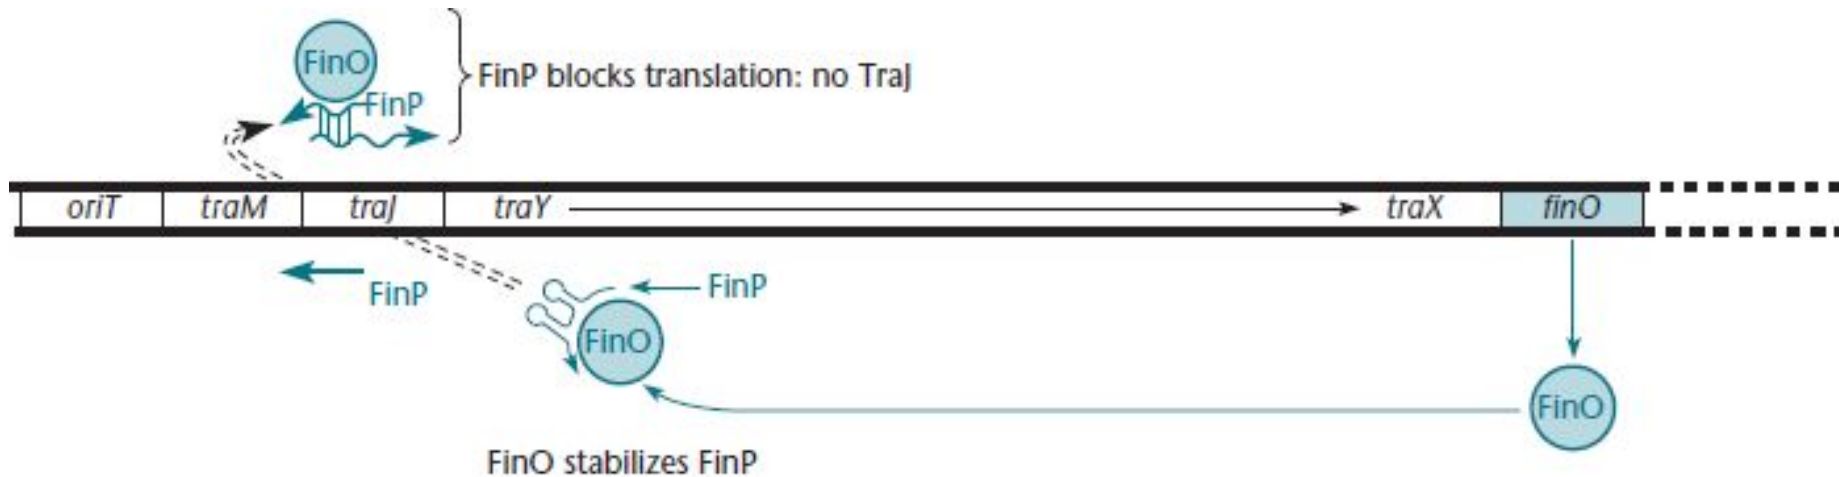 FinO
FinP blocks translation: no TraJ
FinP
oriT traM traJ traY traX finO
FinP
FinP
FinO
FinO
FinO stabilizes FinP